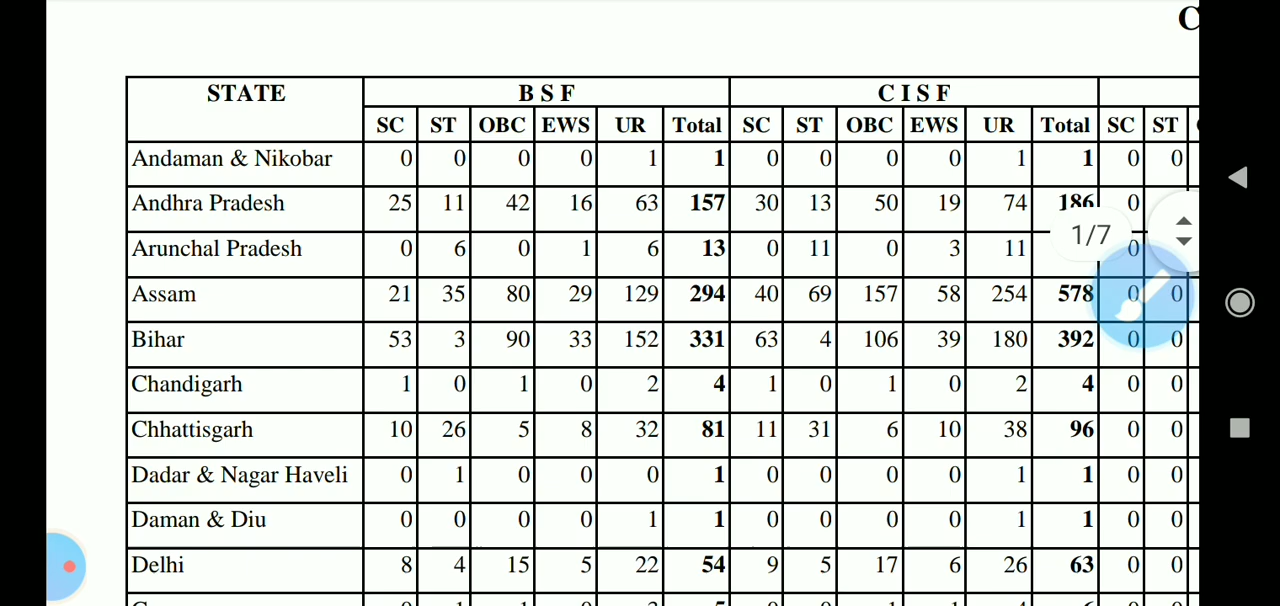 C
STATE B S F C I S F
SC ST OBC EWS UR Total SC ST OBC EWS UR Total SC ST
Andaman & Nikobar 0 0 0 0 1 1 0 0 0 0 1 1 0 0
Andhra Pradesh 25 11 42 16 63 157 30 13 50 19 74 186 0
1/7
Arunchal Pradesh 0 6 0 1 6 13 0 11 0 3 11 0
Assam 21 35 80 29 129 294 40 69 157 58 254 578 0 0
Bihar 53 3 90 33 152 331 63 4 106 39 180 392 0 0
Chandigarh 1 0 1 0 2 4 1 0 1 0 2 4 0 0
Chhattisgarh 10 26 5 8 32 81 11 31 6 10 38 96 0 0
Dadar & Nagar Haveli 0 1 0 0 0 1 0 0 0 0 1 1 0 0
Daman & Diu 0 0 0 0 1 1 0 0 0 0 1 1 0 0
Delhi 8 4 15 5 22 54 9 5 17 6 26 63 0 0